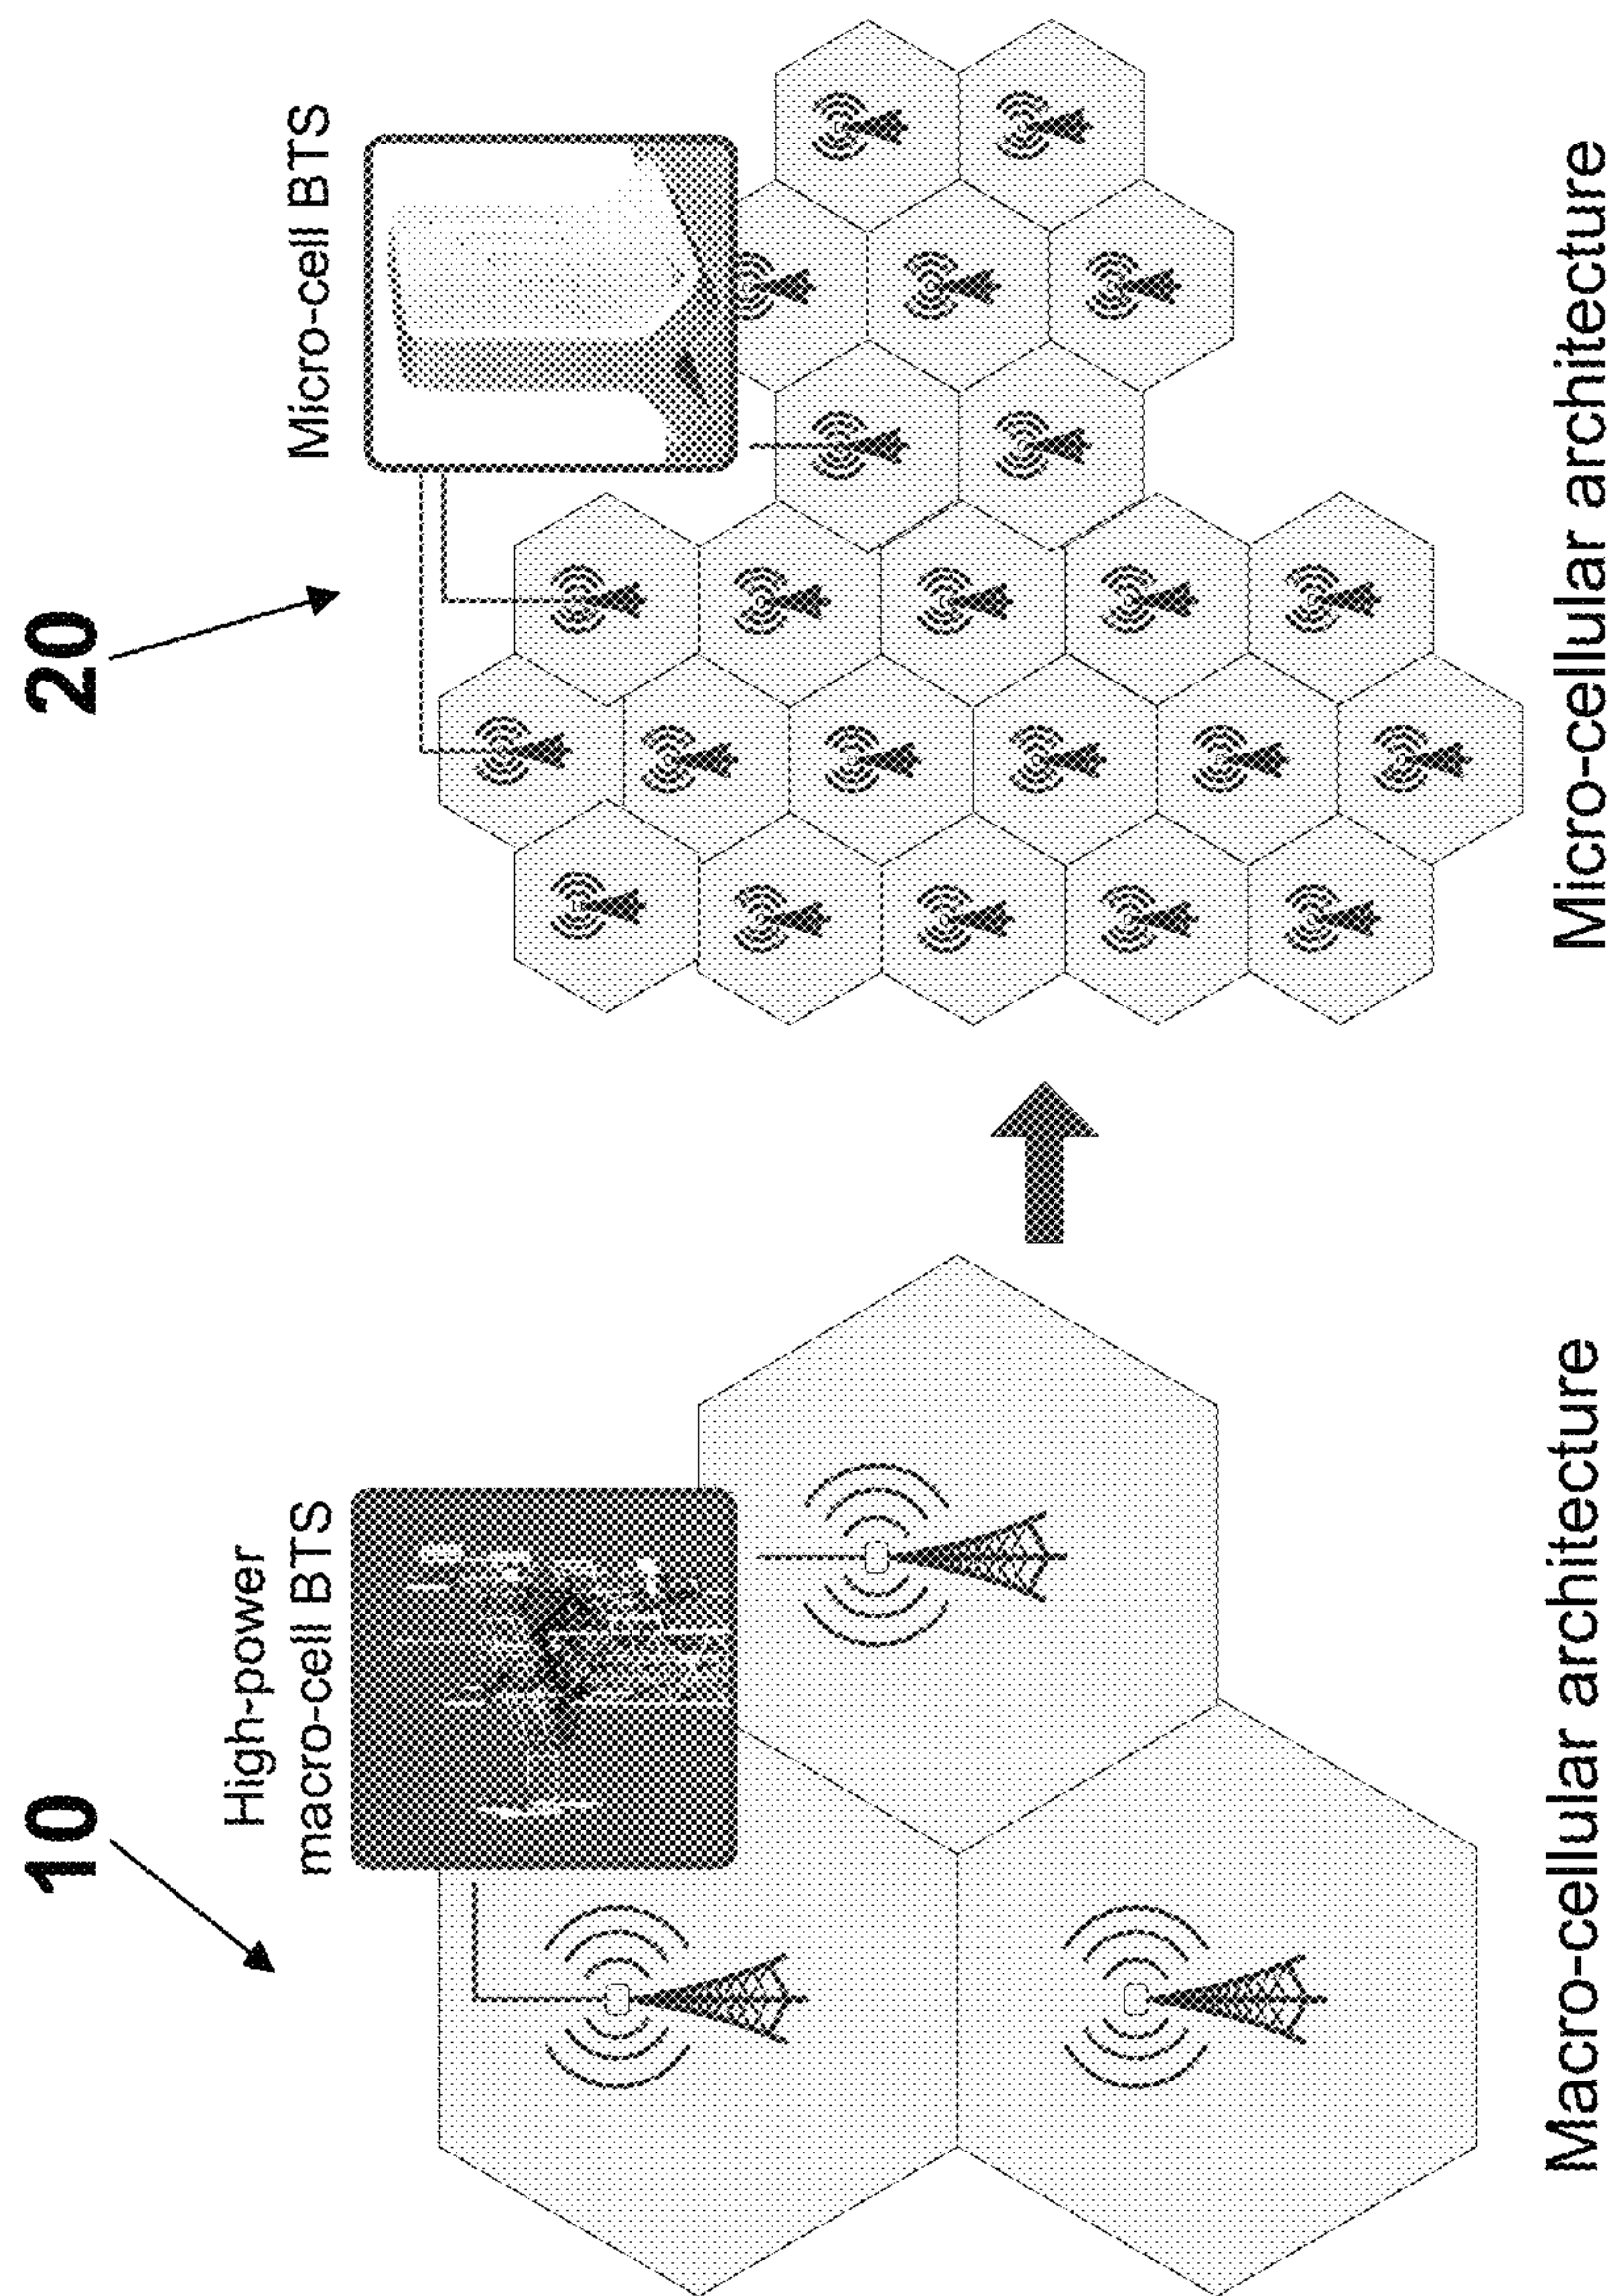 10
High-power
macro-cell BTS
Macro-cellular architecture
20
Micro-cell BTS
Micro-cellular architecture